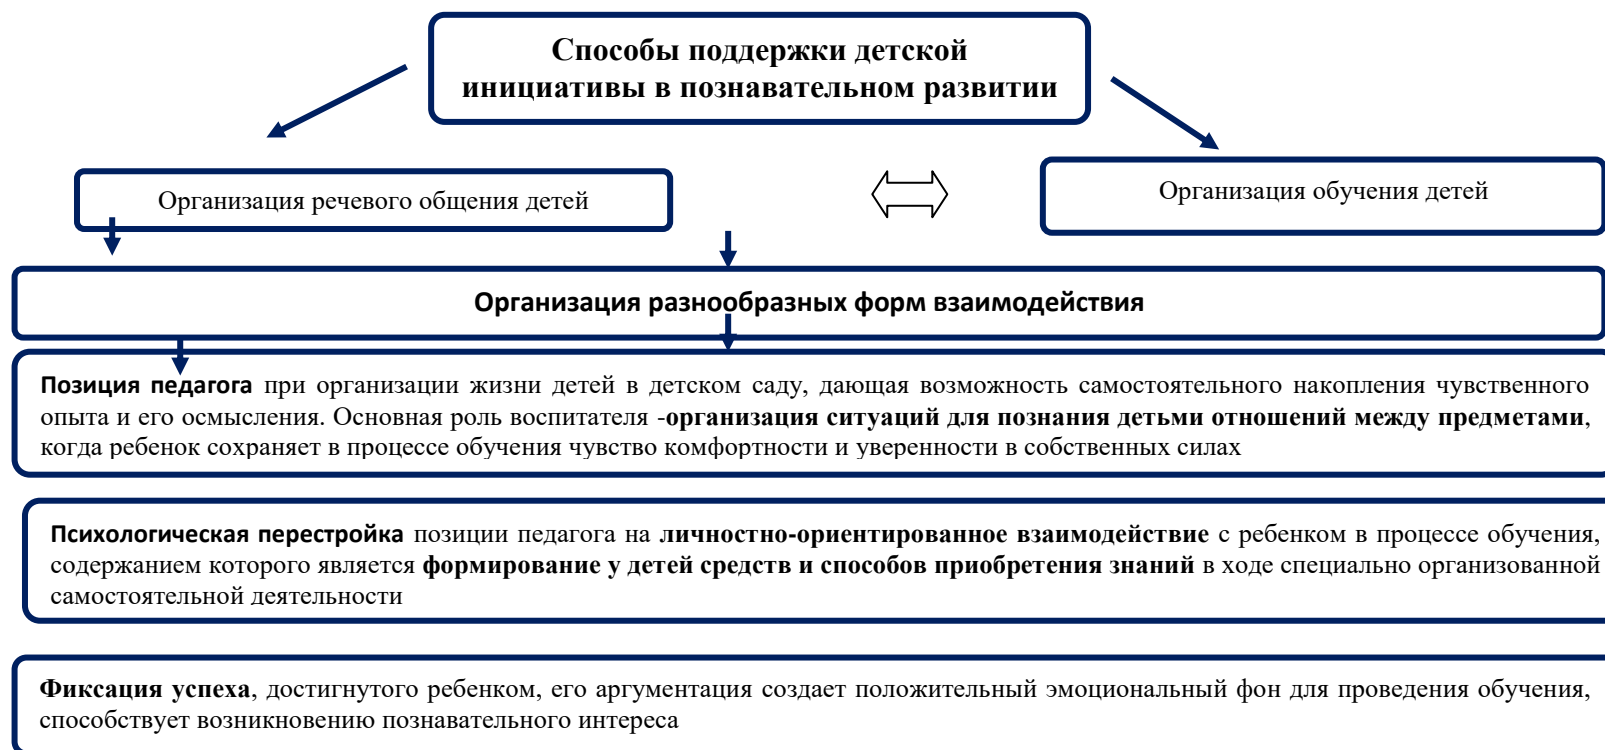 Способы поддержки детской
инициативы в познавательном развитии
Организация речевого общения детей
Организация обучения детей
Организация разнообразных форм взаимодействия
Позиция педагога при организации жизни детей в детском саду, дающая возможность самостоятельного накопления чувственного
опыта и его осмысления. Основная роль воспитателя -организация ситуаций для познания детьми отношений между предметами,
когда ребенок сохраняет в процессе обучения чувство комфортности и уверенности в собственных силах
Психологическая перестройка позиции педагога на личностно-ориентированное взаимодействие с ребенком в процессе обучения,
содержанием которого является формирование у детей средств и способов приобретения знаний в ходе специально организованной
самостоятельной деятельности
Фиксация успеха, достигнутого ребенком, его аргументация создает положительный эмоциональный фон для проведения обучения,
способствует возникновению познавательного интереса